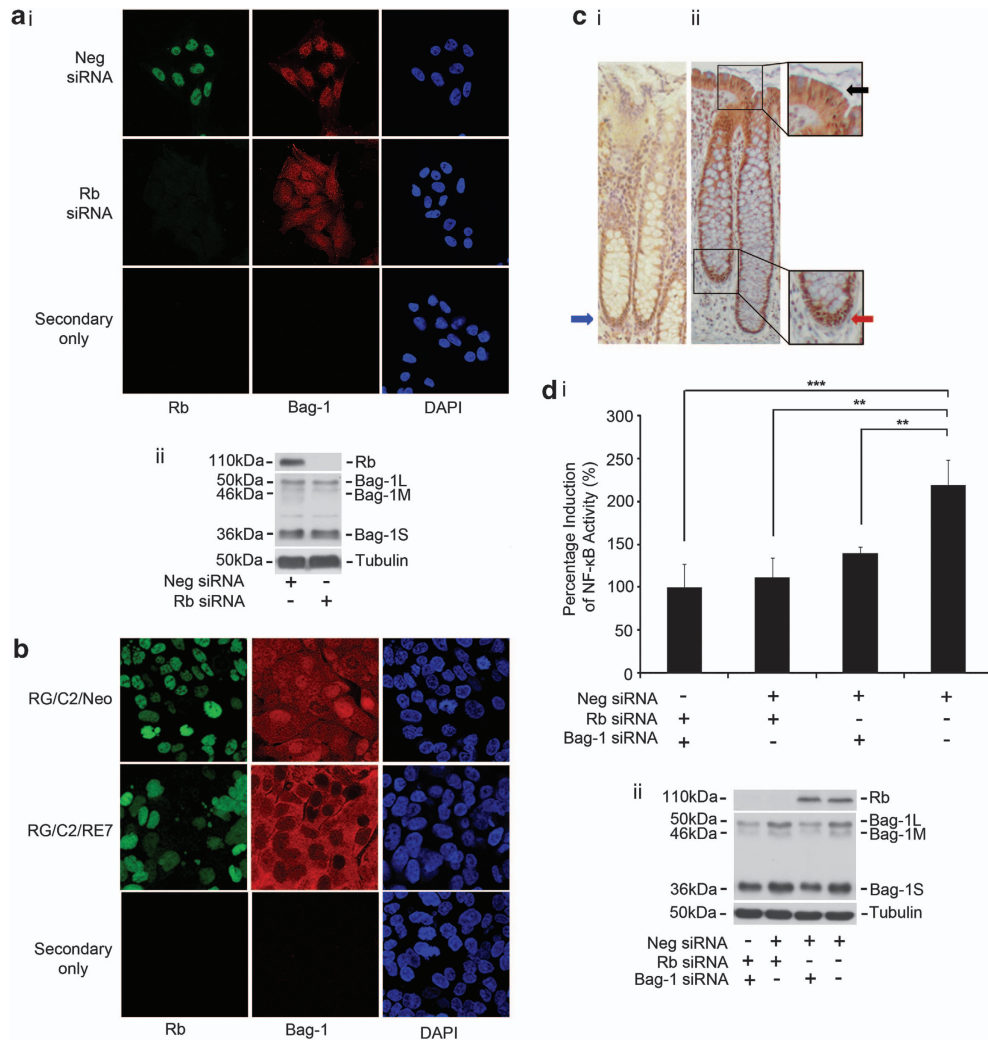 a i
Neg
siRNA
Rb
siRNA
Secondary
only
Rb Bag-1 DAPI
ii
110kDa – – Rb
50kDa – – Bag-1L
46kDa – – Bag-1M
36kDa – – Bag-1S
50kDa – – Tubulin
Neg siRNA + -
Rb siRNA - +
b
RG/C2/Neo
RG/C2/RE7
Secondary
only
Rb Bag-1 DAPI
c i ii
d i
***
**
**
Percentage Induction
of NF-κB Activity (%)
300
250
200
150
100
50
0
Neg siRNA - + + +
Rb siRNA + + - -
Bag-1 siRNA + - + -
ii
110kDa – – Rb
50kDa – – Bag-1L
46kDa – – Bag-1M
36kDa – – Bag-1S
50kDa – – Tubulin
Neg siRNA - + + +
Rb siRNA + + - -
Bag-1 siRNA + - + -